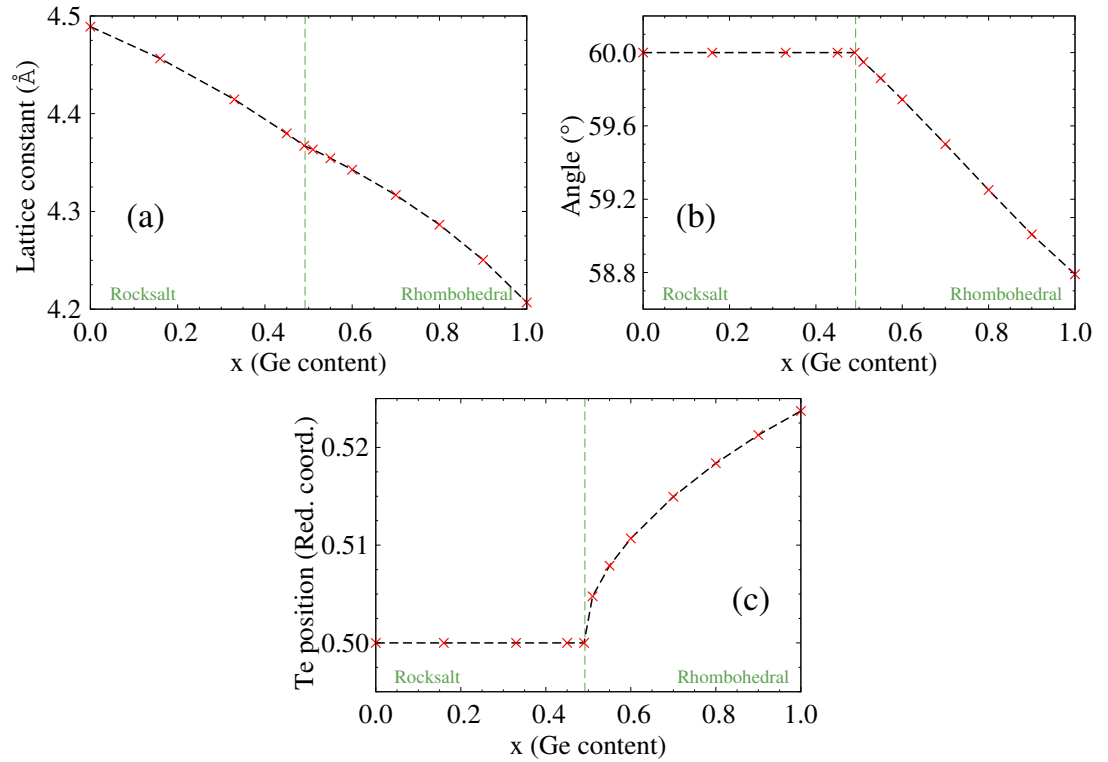 4.5
4.4
4.3
4.2
Lattice constant (Å)
(a)
Rocksalt
Rhombohedral
0.0 0.2 0.4 0.6 0.8 1.0
x (Ge content)
60.0
59.6
59.2
58.8
Angle (°)
(b)
Rocksalt
Rhombohedral
0.0 0.2 0.4 0.6 0.8 1.0
x (Ge content)
0.52
0.51
0.50
Te position (Red. coord.)
(c)
Rocksalt
Rhombohedral
0.0 0.2 0.4 0.6 0.8 1.0
x (Ge content)